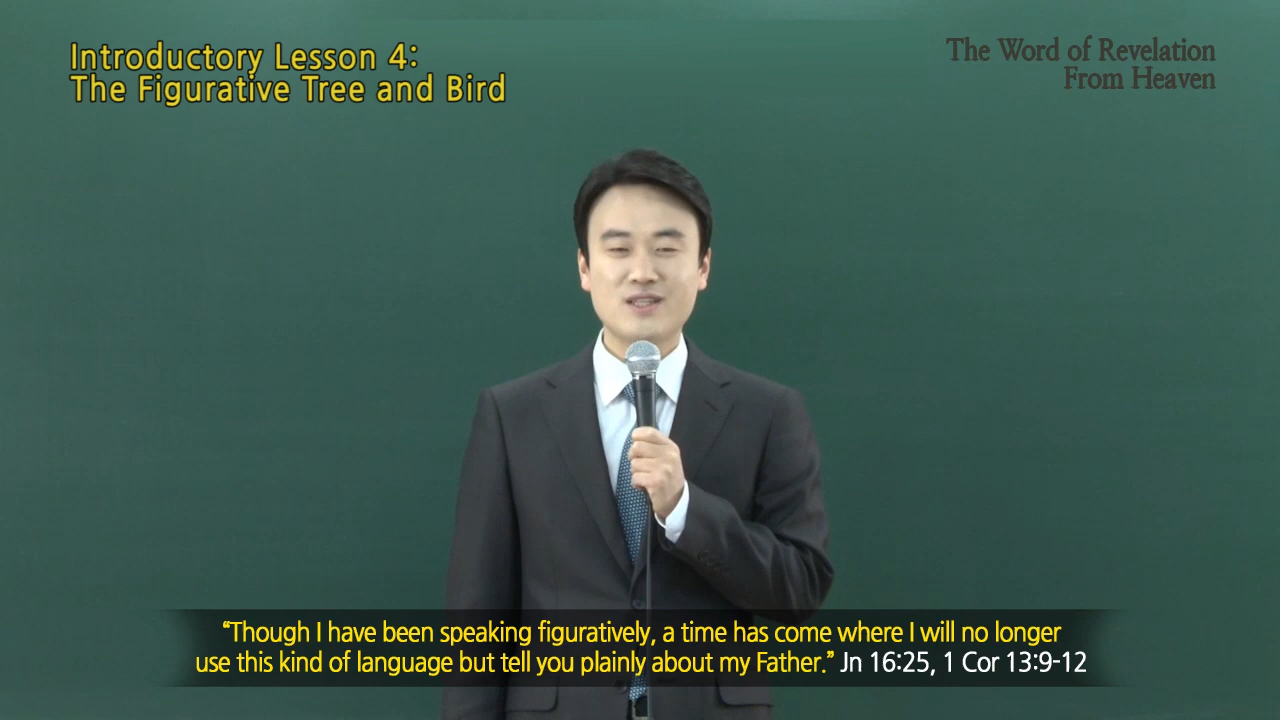 Introductory Lesson 4:
The Figurative Tree and Bird
The Word of Revelation
From Heaven
“Though I have been speaking figuratively, a time has come where I will no longer
use this kind of language but tell you plainly about my Father.” Jn 16:25, 1 Cor 13:9-12